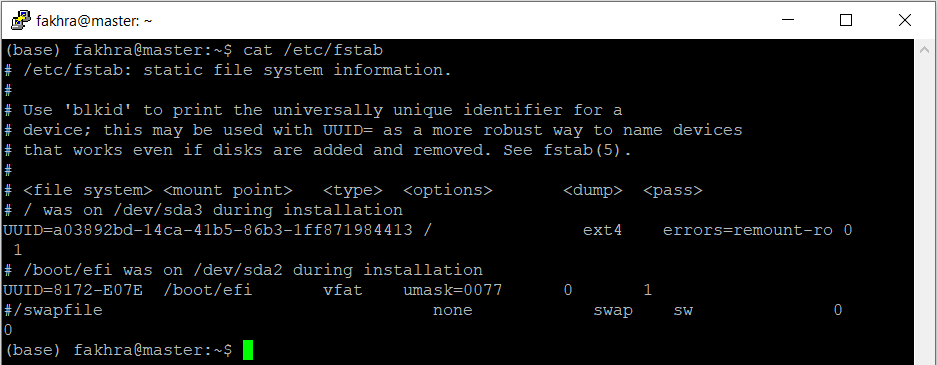 fakhra@master: ~
(base) fakhra@master:~$ cat /etc/fstab
# /etc/fstab: static file system information.
#
# Use 'blkid' to print the universally unique identifier for a
# device; this may be used with UUID= as a more robust way to name devices
# that works even if disks are added and removed. See fstab(5).
#
# <file system> <mount point>   <type>  <options>       <dump>  <pass>
# / was on /dev/sda3 during installation
UUID=a03892bd-14ca-41b5-86b3-1ff871984413 /               ext4    errors=remount-ro 0
 1
# /boot/efi was on /dev/sda2 during installation
UUID=8172-E07E  /boot/efi       vfat    umask=0077      0       1
#/swapfile                                 none            swap    sw              0
0
(base) fakhra@master:~$